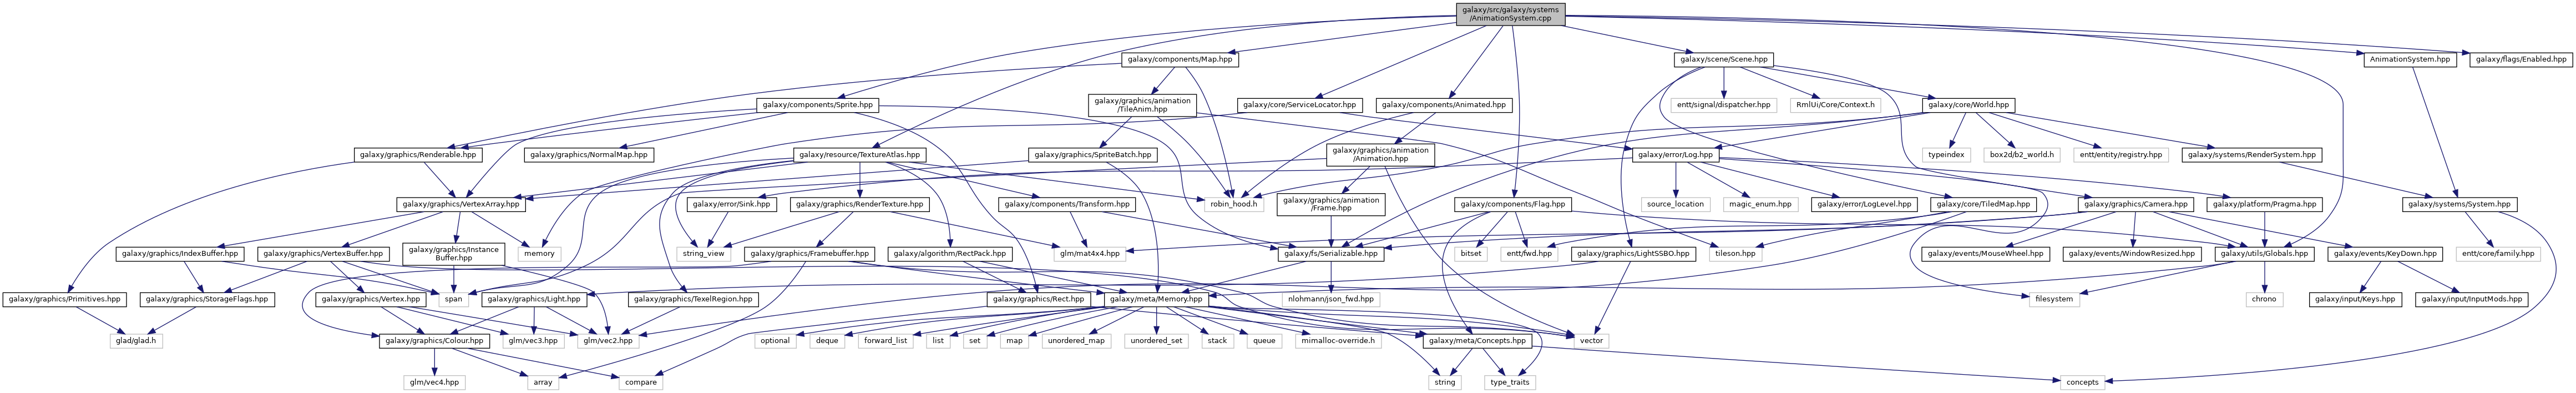 galaxy/src/galaxy/systems
/AnimationSystem.cpp
galaxy/components/Map.hpp
galaxy/scene/Scene.hpp
AnimationSystem.hpp
galaxy/flags/Enabled.hpp
galaxy/components/Sprite.hpp
galaxy/graphics/animation
/TileAnim.hpp
galaxy/core/ServiceLocator.hpp
galaxy/components/Animated.hpp
entt/signal/dispatcher.hpp
RmlUi/Core/Context.h
galaxy/core/World.hpp
galaxy/graphics/Renderable.hpp
galaxy/graphics/NormalMap.hpp
galaxy/resource/TextureAtlas.hpp
galaxy/graphics/SpriteBatch.hpp
galaxy/graphics/animation
/Animation.hpp
galaxy/error/Log.hpp
typeindex
box2d/b2_world.h
entt/entity/registry.hpp
galaxy/systems/RenderSystem.hpp
galaxy/graphics/VertexArray.hpp
galaxy/error/Sink.hpp
galaxy/graphics/RenderTexture.hpp
galaxy/components/Transform.hpp
robin_hood.h
galaxy/graphics/animation
/Frame.hpp
galaxy/components/Flag.hpp
source_location
magic_enum.hpp
galaxy/error/LogLevel.hpp
galaxy/core/TiledMap.hpp
galaxy/graphics/Camera.hpp
galaxy/platform/Pragma.hpp
galaxy/systems/System.hpp
galaxy/graphics/IndexBuffer.hpp
galaxy/graphics/VertexBuffer.hpp
galaxy/graphics/Instance
Buffer.hpp
memory
string_view
galaxy/graphics/Framebuffer.hpp
galaxy/algorithm/RectPack.hpp
glm/mat4x4.hpp
galaxy/fs/Serializable.hpp
bitset
entt/fwd.hpp
galaxy/graphics/LightSSBO.hpp
tileson.hpp
galaxy/events/MouseWheel.hpp
galaxy/events/WindowResized.hpp
galaxy/utils/Globals.hpp
galaxy/events/KeyDown.hpp
entt/core/family.hpp
galaxy/graphics/Primitives.hpp
galaxy/graphics/StorageFlags.hpp
galaxy/graphics/Vertex.hpp
span
galaxy/graphics/Light.hpp
galaxy/graphics/TexelRegion.hpp
galaxy/graphics/Rect.hpp
galaxy/meta/Memory.hpp
nlohmann/json_fwd.hpp
filesystem
chrono
galaxy/input/Keys.hpp
galaxy/input/InputMods.hpp
glad/glad.h
galaxy/graphics/Colour.hpp
glm/vec3.hpp
glm/vec2.hpp
optional
deque
forward_list
list
set
map
unordered_map
unordered_set
stack
queue
mimalloc-override.h
galaxy/meta/Concepts.hpp
vector
glm/vec4.hpp
array
compare
string
type_traits
concepts